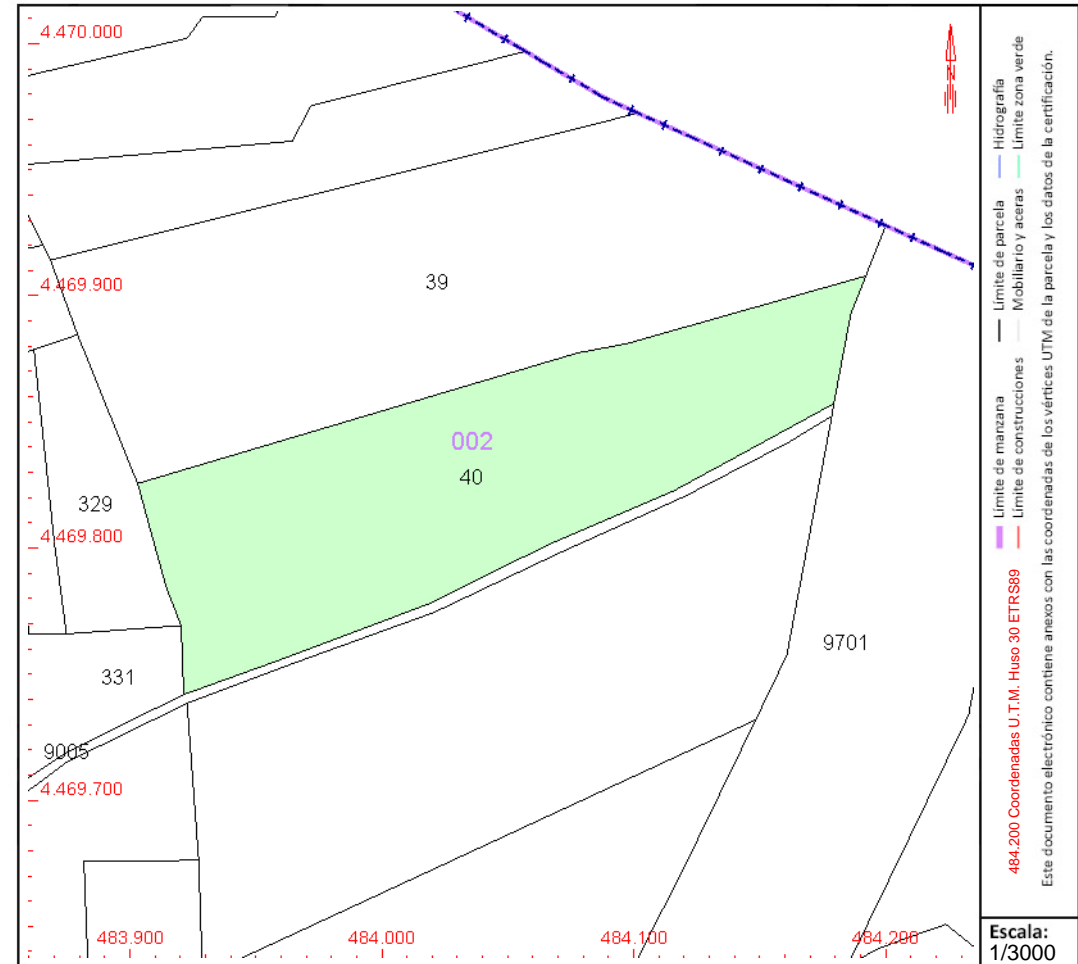 4.470.000
39
4.469.900
002
40
329
4.469.800
9701
331
9005
4.469.700
483.900
484.000
484.100
484.200
Límite de manzana
Límite de parcela
Hidrografía
Límite de construcciones
Mobiliario y aceras
Límite zona verde
484.200 Coordenadas U.T.M. Huso 30 ETRS89
Este documento electrónico contiene anexos con las coordenadas de los vértices UTM de la parcela y los datos de la certificación.
N
Escala:
1/3000